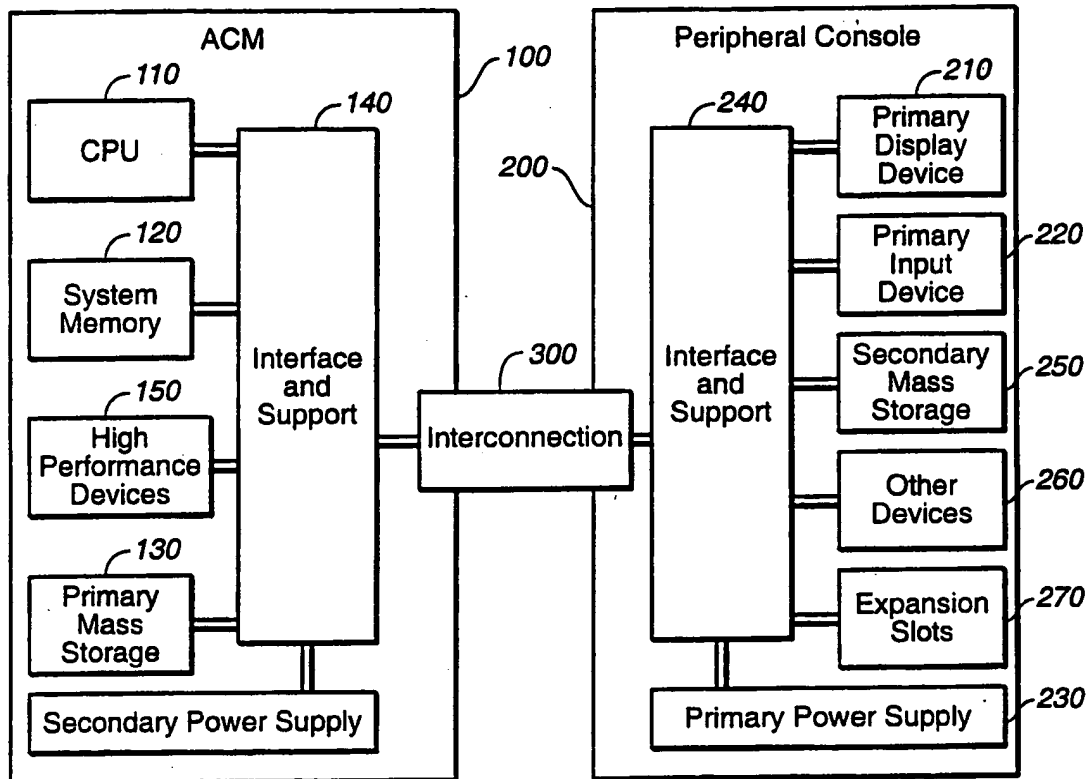 ACM
100
110
CPU
140
120
System
Memory
Interface
and
Support
150
High
Performance
Devices
130
Primary
Mass
Storage
Secondary Power Supply
300
Interconnection
Peripheral Console
200
240
Interface
and
Support
210
Primary
Display
Device
220
Primary
Input
Device
250
Secondary
Mass
Storage
260
Other
Devices
270
Expansion
Slots
Primary Power Supply
230